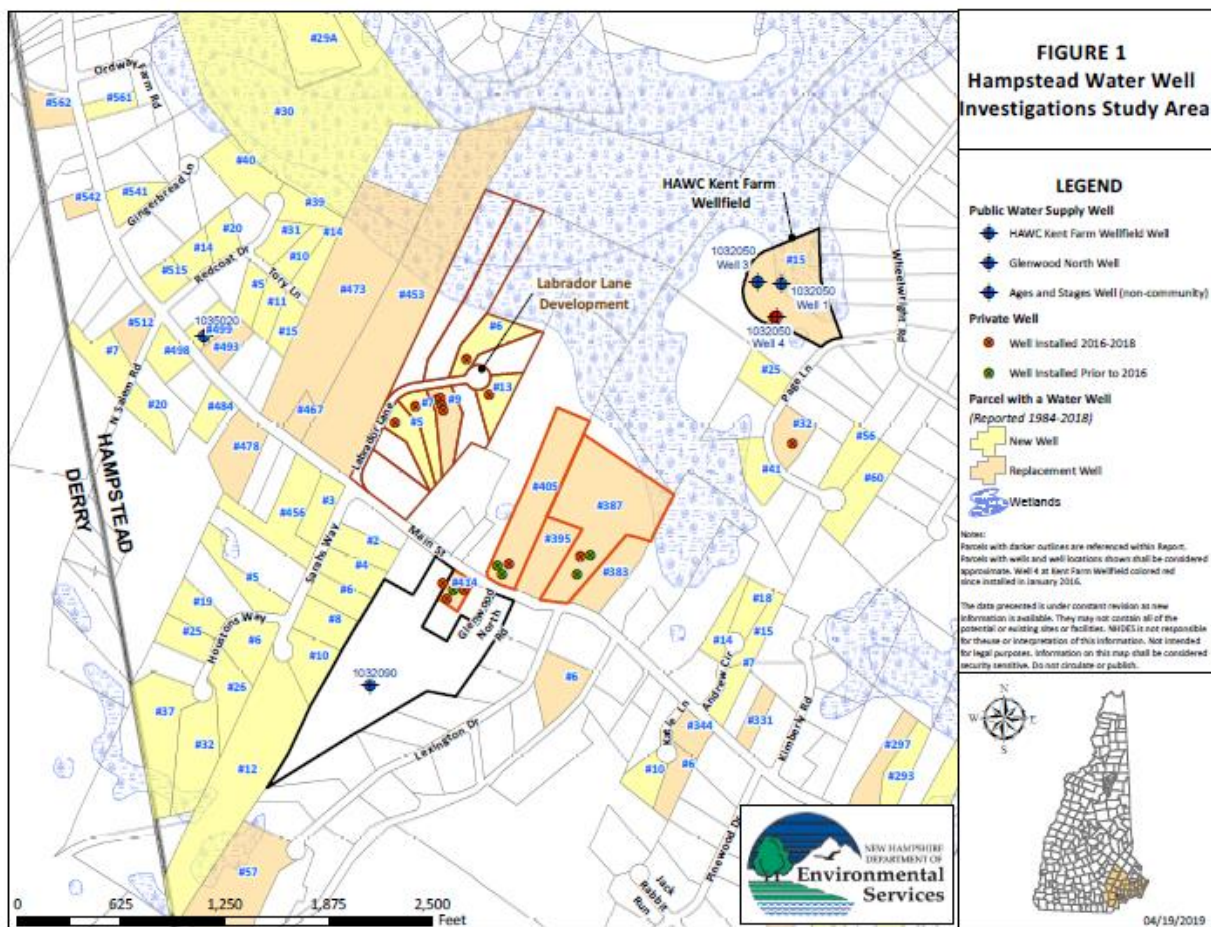 FIGURE 1
Hampstead Water Well
Investigations Study Area
LEGEND
Public Water Supply Well
HAWC Kent Farm Wellfield Well
Glenwood North Well
Ages and Stages Well (non-community)
Private Well
Well Installed 2016-2018
Well Installed Prior to 2016
Parcel with a Water Well
(Reported 1984-2018)
New Well
Replacement Well
Wetlands
Notes:
Parcels with darker outlines are referenced within Report.
Parcels with wells and well locations shown shall be considered
approximate. Well 4 at Kent Farm Wellfield colored red
since installed in January 2016.
The data presented is under constant revision as new
information is available. They may not contain all of the
potential or existing sites or facilities. NHDES is not responsible
for the use or interpretation of this information. Not intended
for legal purposes. Information on this map shall be considered
security sensitive. Do not circulate or publish.
N
W
E
S
04/19/2019
#29A
Ordway Farm Rd
#562
#561
#30
#40
#541
#542
Gingerbread Ln
#39
#20
#31
#14
#14
#10
#515
Redcoat Dr
#5
Tory Ln
#11
#473
#453
#15
1035020
#499
#493
#512
#498
#7
#20
N Salem Rd
#484
#467
#478
HAWC Kent Farm
Wellfield
1032050
Well 3
#15
1032050
Well 1
1032050
Well 4
Wheelwright Rd
Page Ln
#25
#32
#41
#56
#60
Labrador Lane
Development
#6
#13
#7
#9
#5
Labrador Lane
DERRY
HAMPSTEAD
#405
#387
#395
#383
Main St
#3
#456
Sarahs Way
#2
#4
#5
#6
#414
Glenwood North Rd
#19
#8
#25
Houstons Way
#6
#10
#26
1032090
#37
#32
#12
Lexington Dr
#6
#57
#18
#14
#15
Andrew Cir
#7
Katie Ln
#344
#331
Kimberly Rd
#10
#6
#297
#293
Pinewood Dr
Jack Rabbit Run
NEW HAMPSHIRE
DEPARTMENT OF
Environmental
Services
0 625 1,250 1,875 2,500
Feet